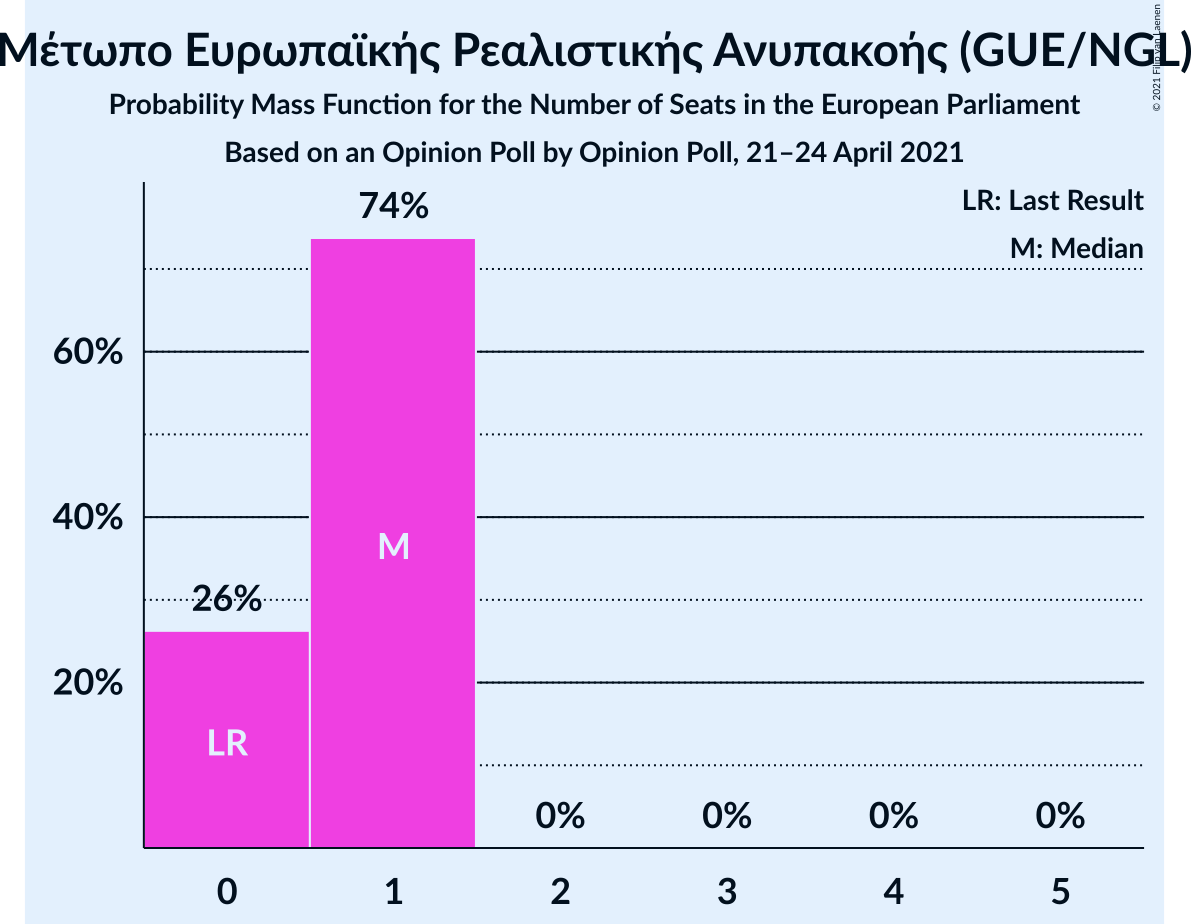 Μέτωπο Ευρωπαϊκής Ρεαλιστικής Ανυπακοής (GUE/NGL)
© 2021 Filip van Laenen
Probability Mass Function for the Number of Seats in the European Parliament
Based on an Opinion Poll by Opinion Poll, 21–24 April 2021
LR: Last Result
M: Median
74%
60%
40%
M
26%
20%
LR
0% 0% 0% 0%
0 1 2 3 4 5